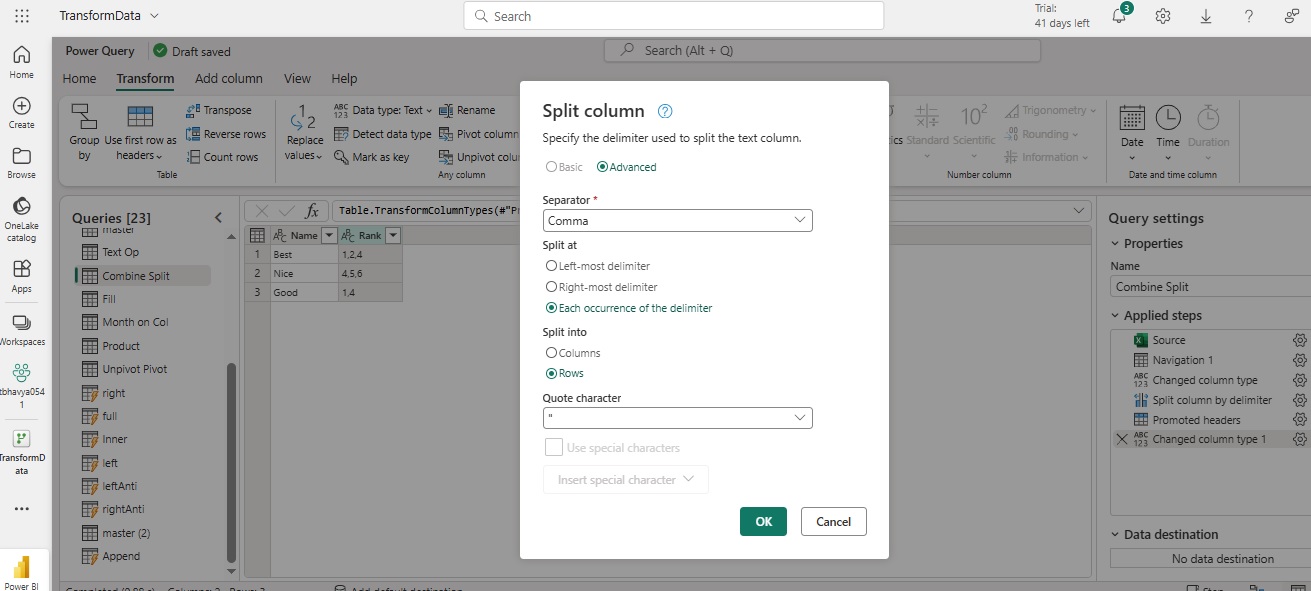 TransformData
Search
Trial:
41 days left
3
Power Query
Draft saved
Search (Alt + Q)
Home
Transform
Add column
View
Help
Home
Create
Browse
OneLake
catalog
Apps
Workspaces
tbhavya054
1
TransformD
ata
Power BI
Group
by
Use first row as
headers
Transpose
Reverse rows
Count rows
Table
Replace
values
Data type: Text
Detect data type
Mark as key
Rename
Pivot column
Unpivot colu
Any column
ics
Standard
Scientific
Trigonometry
Rounding
Information
Number column
Date
Time
Duration
Date and time column
Queries [23]
master
Text Op
Combine Split
Fill
Month on Col
Product
Unpivot Pivot
right
full
Inner
left
leftAnti
rightAnti
master (2)
Append
fx
Table.TransformColumnTypes(#"Pr
Name
Rank
1 Best 1,2,4
2 Nice 4,5,6
3 Good 1,4
Split column
Specify the delimiter used to split the text column.
Basic
Advanced
Separator *
Comma
Split at
Left-most delimiter
Right-most delimiter
Each occurrence of the delimiter
Split into
Columns
Rows
Quote character
"
Use special characters
Insert special character
OK
Cancel
Query settings
Properties
Name
Combine Split
Applied steps
Source
Navigation 1
Changed column type
Split column by delimiter
Promoted headers
Changed column type 1
Data destination
No data destination